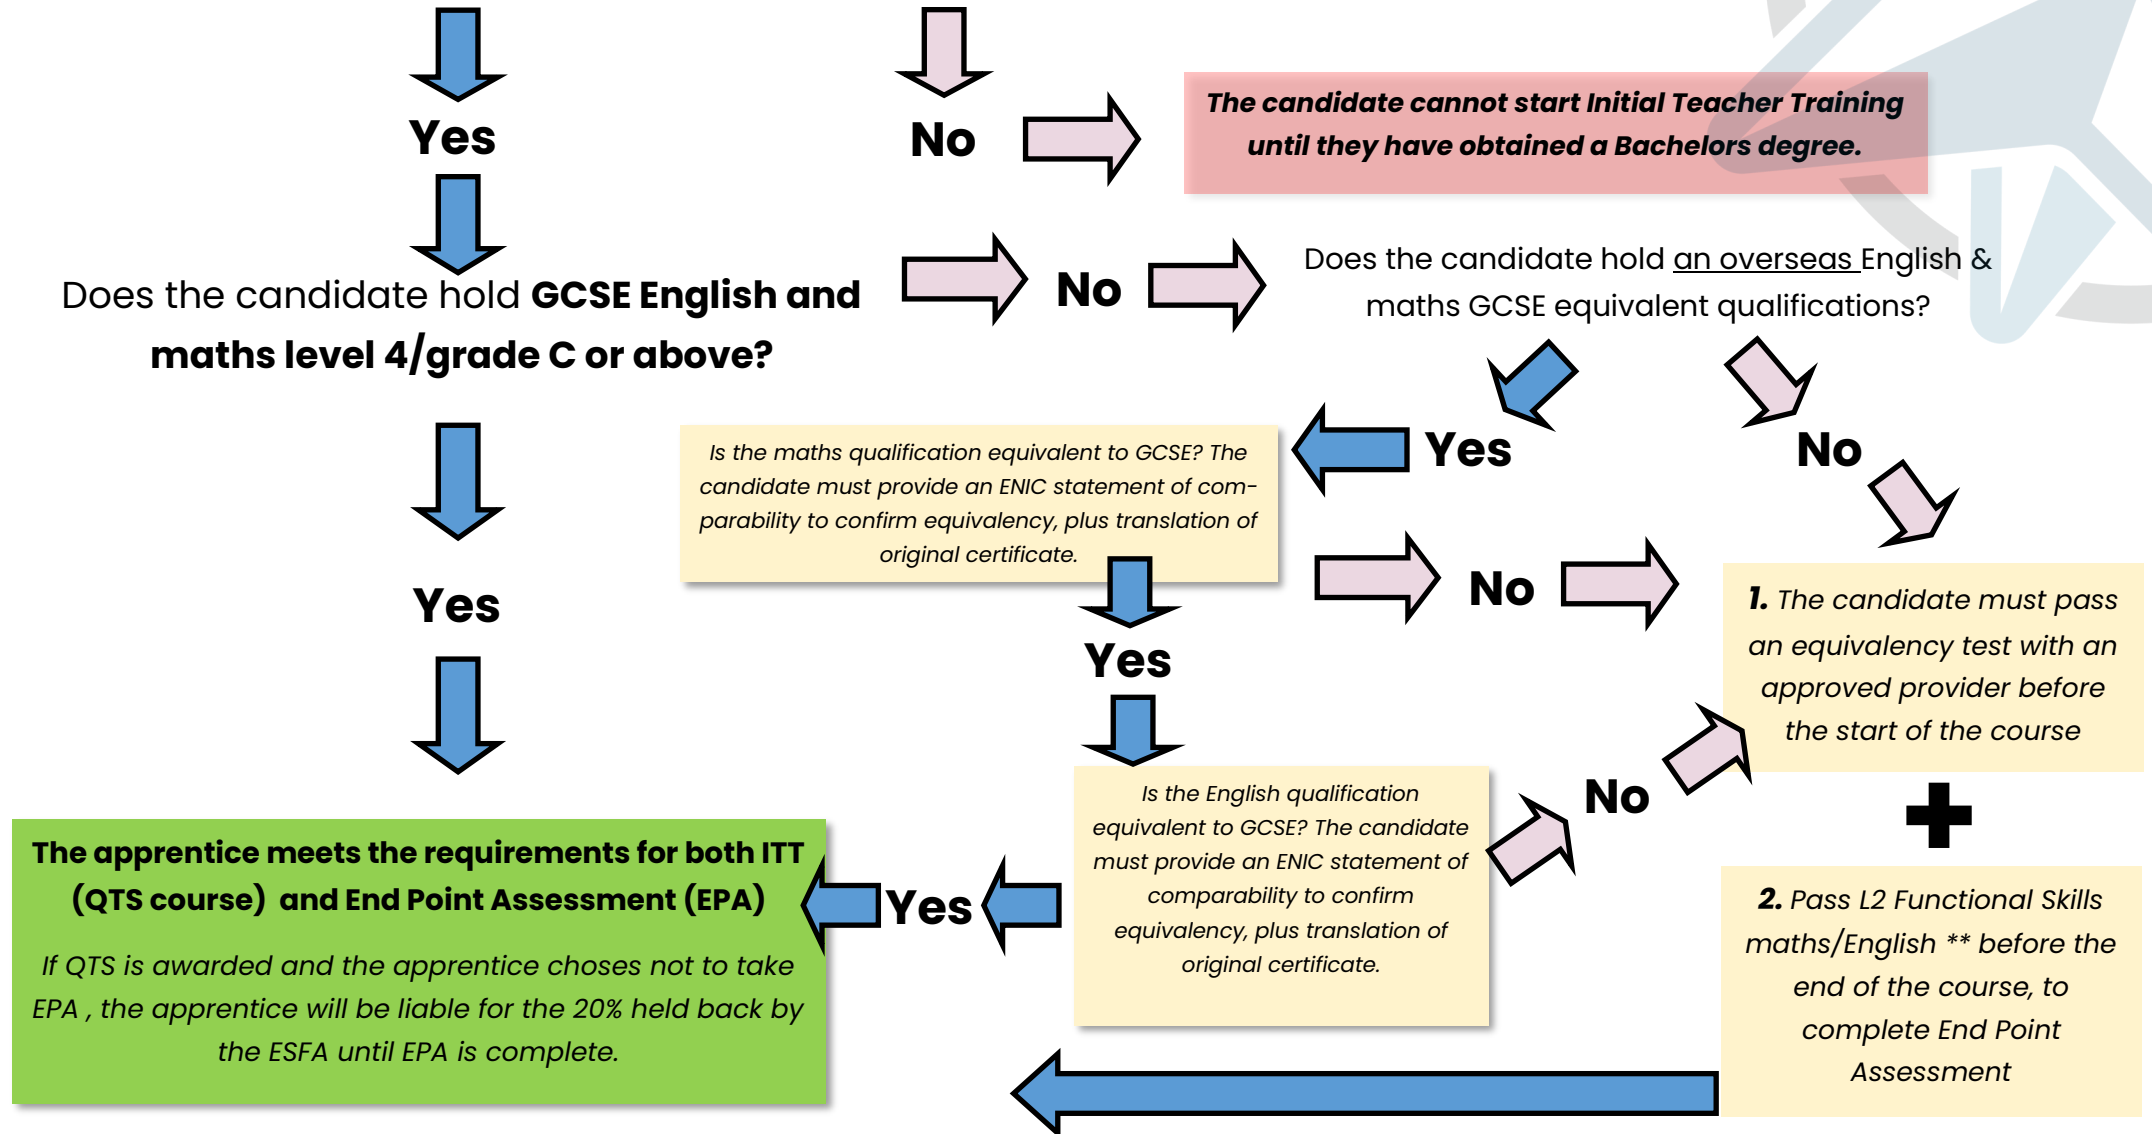 Yes
No
The candidate cannot start Initial Teacher Training
until they have obtained a Bachelors degree.
Does the candidate hold GCSE English and
maths level 4/grade C or above?
No
Does the candidate hold an overseas English &
maths GCSE equivalent qualifications?
Yes
No
Is the maths qualification equivalent to GCSE? The
candidate must provide an ENIC statement of com-
parability to confirm equivalency, plus translation of
original certificate.
No
Yes
Yes
1. The candidate must pass
an equivalency test with an
approved provider before
the start of the course
Is the English qualification
equivalent to GCSE? The candidate
must provide an ENIC statement of
comparability to confirm
equivalency, plus translation of
original certificate.
No
Yes
The apprentice meets the requirements for both ITT
(QTS course) and End Point Assessment (EPA)
If QTS is awarded and the apprentice choses not to take
EPA , the apprentice will be liable for the 20% held back by
the ESFA until EPA is complete.
2. Pass L2 Functional Skills
maths/English ** before the
end of the course, to
complete End Point
Assessment